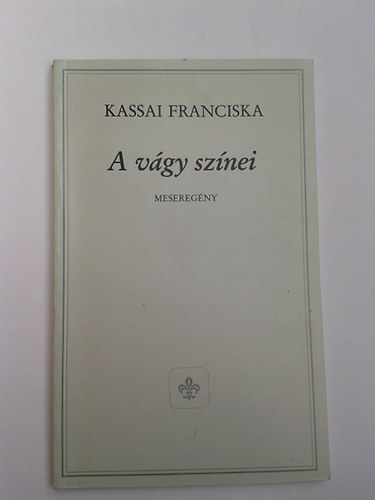 KASSAI FRANCISKA
A vágy színei
MESEREGÉNY